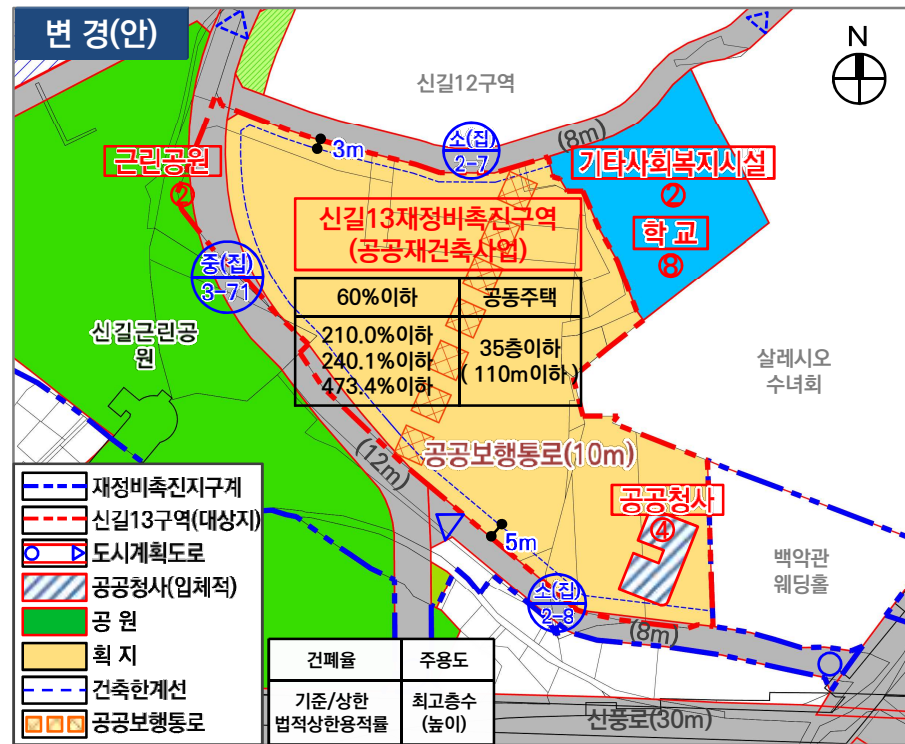 변 경(안)
N
신길12구역
(8m)
소(집)
2-7
3m
근린공원
②
기타사회복지시설
②
학 교
⑧
신길13재정비촉진구역
(공공재건축사업)
중(집)
3-71
60%이하
공동주택
210.0%이하
240.1%이하
473.4%이하
35층이하
( 110m이하 )
신길근린공
원
살레시오
수녀회
(12m)
공공보행통로(10m)
공공청사
④
5m
백악관
웨딩홀
소(집)
2-8
(8m)
재정비촉진지구계
신길13구역(대상지)
도시계획도로
공공청사(입체적)
공 원
획 지
건축한계선
공공보행통로
건폐율
주용도
기준/상한
법적상한용적률
최고층수
(높이)
신풍로(30m)